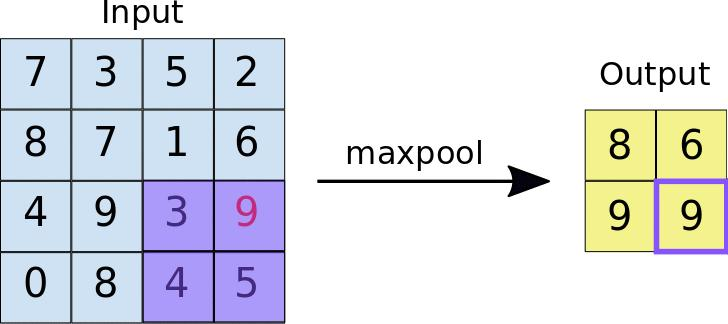 Input
7 3 5 2
8 7 1 6
4 9 3 9
0 8 4 5
maxpool
Output
8 6
9 9